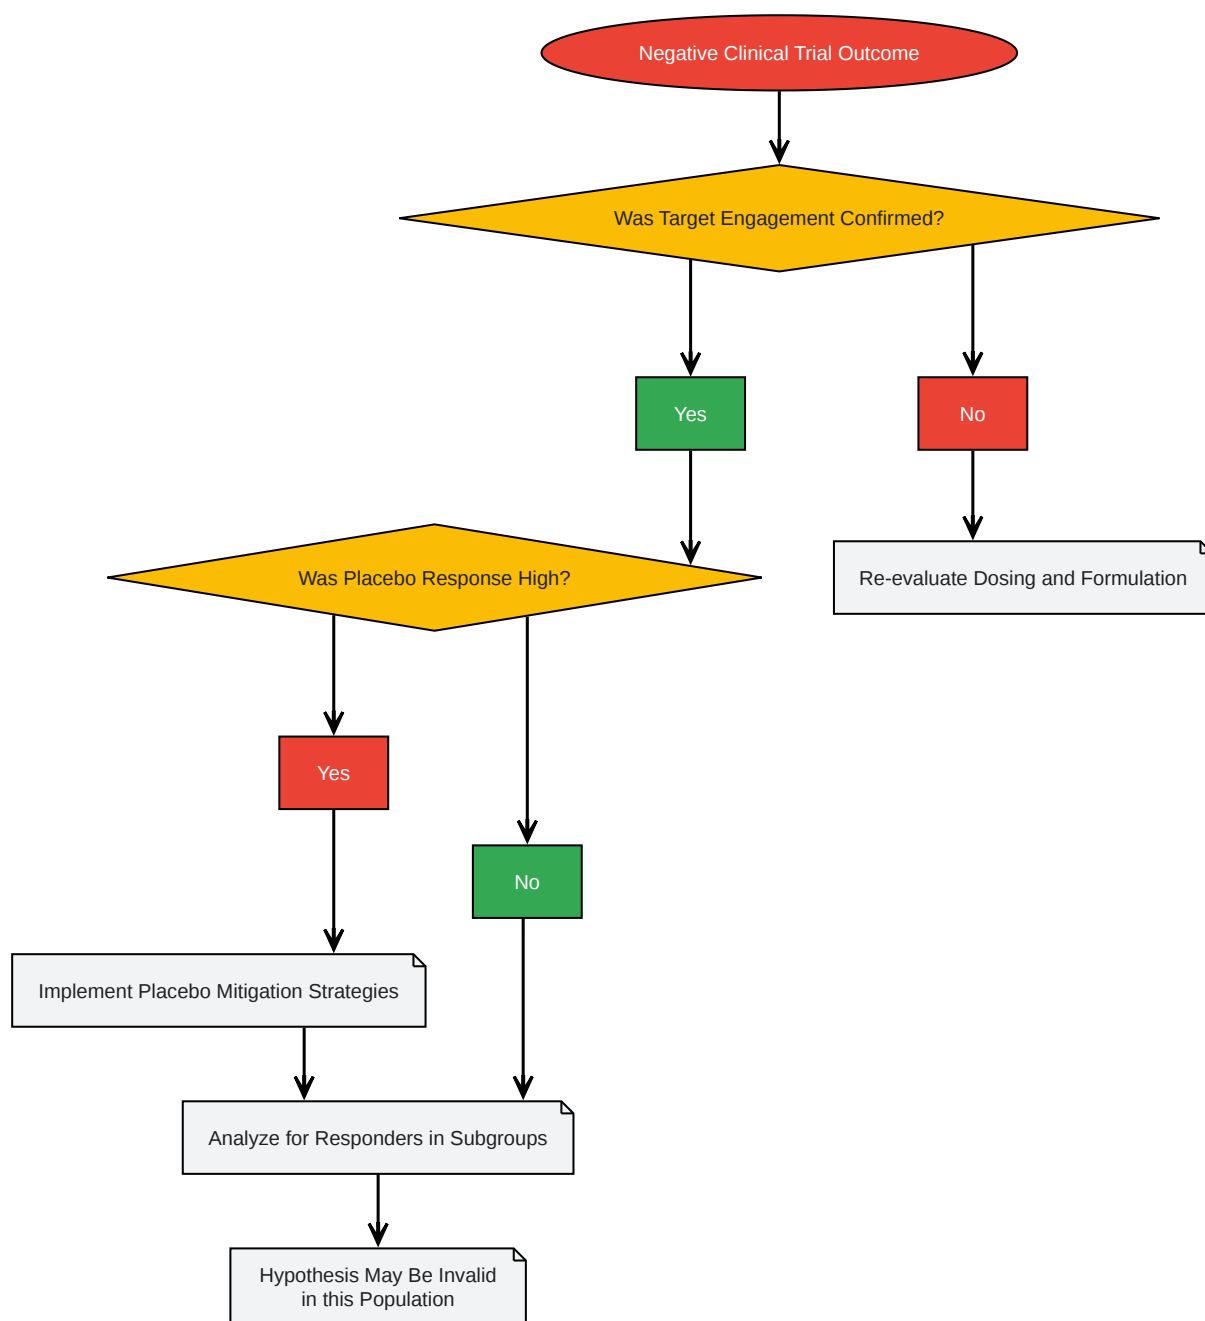 Negative Clinical Trial Outcome
Was Target Engagement Confirmed?
Yes
No
Re-evaluate Dosing and Formulation
Was Placebo Response High?
Yes
No
Implement Placebo Mitigation Strategies
Analyze for Responders in Subgroups
Hypothesis May Be Invalid
in this Population